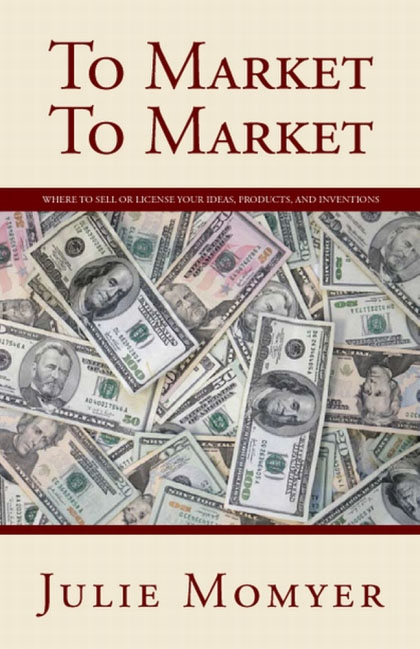 To Market
To Market
WHERE TO SELL OR LICENSE YOUR IDEAS, PRODUCTS, AND INVENTIONS
Julie Momyer